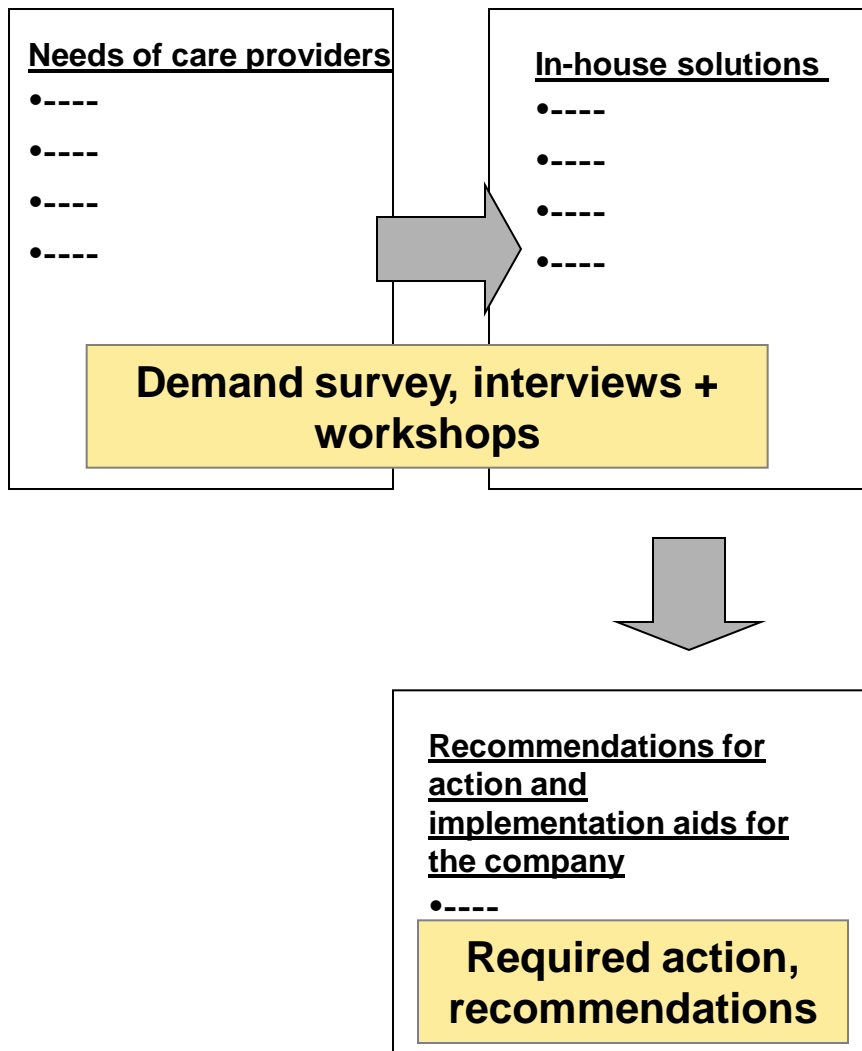 Needs of care providers
•----
•----
•----
•----
In-house solutions
•----
•----
•----
•----
Demand survey, interviews +
workshops
Recommendations for
action and
implementation aids for
the company
•----
Required action,
recommendations